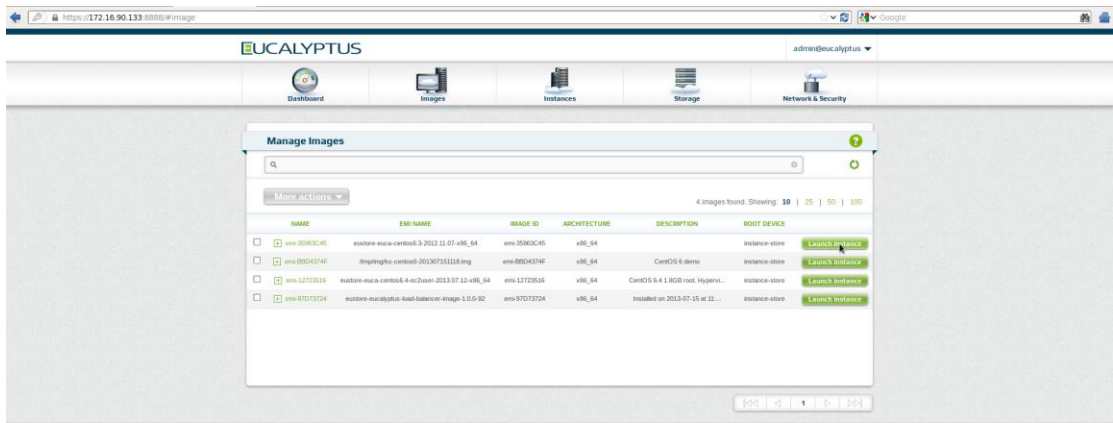 https://172.16.90.133:8888/#image
Google
EUCALYPTUS
admin@eucalyptus
Dashboard
Images
Instances
Storage
Network & Security
Manage Images
More actions
4 images found. Showing: 10 | 25 | 50 | 100
NAME EMI NAME IMAGE ID ARCHITECTURE DESCRIPTION ROOT DEVICE
emi-35963C45 eustore-euca-centos6.3-2012.11.07-x86_64 emi-35963C45 x86_64 instance-store Launch Instance
emi-BBD4374F /tmp/img/ks-centos6-201307151118.img emi-BBD4374F x86_64 CentOS 6 demo instance-store Launch Instance
emi-12723516 eustore-euca-centos6.4-ec2user-2013.07.12-x86_64 emi-12723516 x86_64 CentOS 6.4 1.8GB root, Hypervi... instance-store Launch Instance
emi-97D73724 eustore-eucalyptus-load-balancer-image-1.0.0-92 emi-97D73724 x86_64 Installed on 2013-07-15 at 11:... instance-store Launch Instance
1